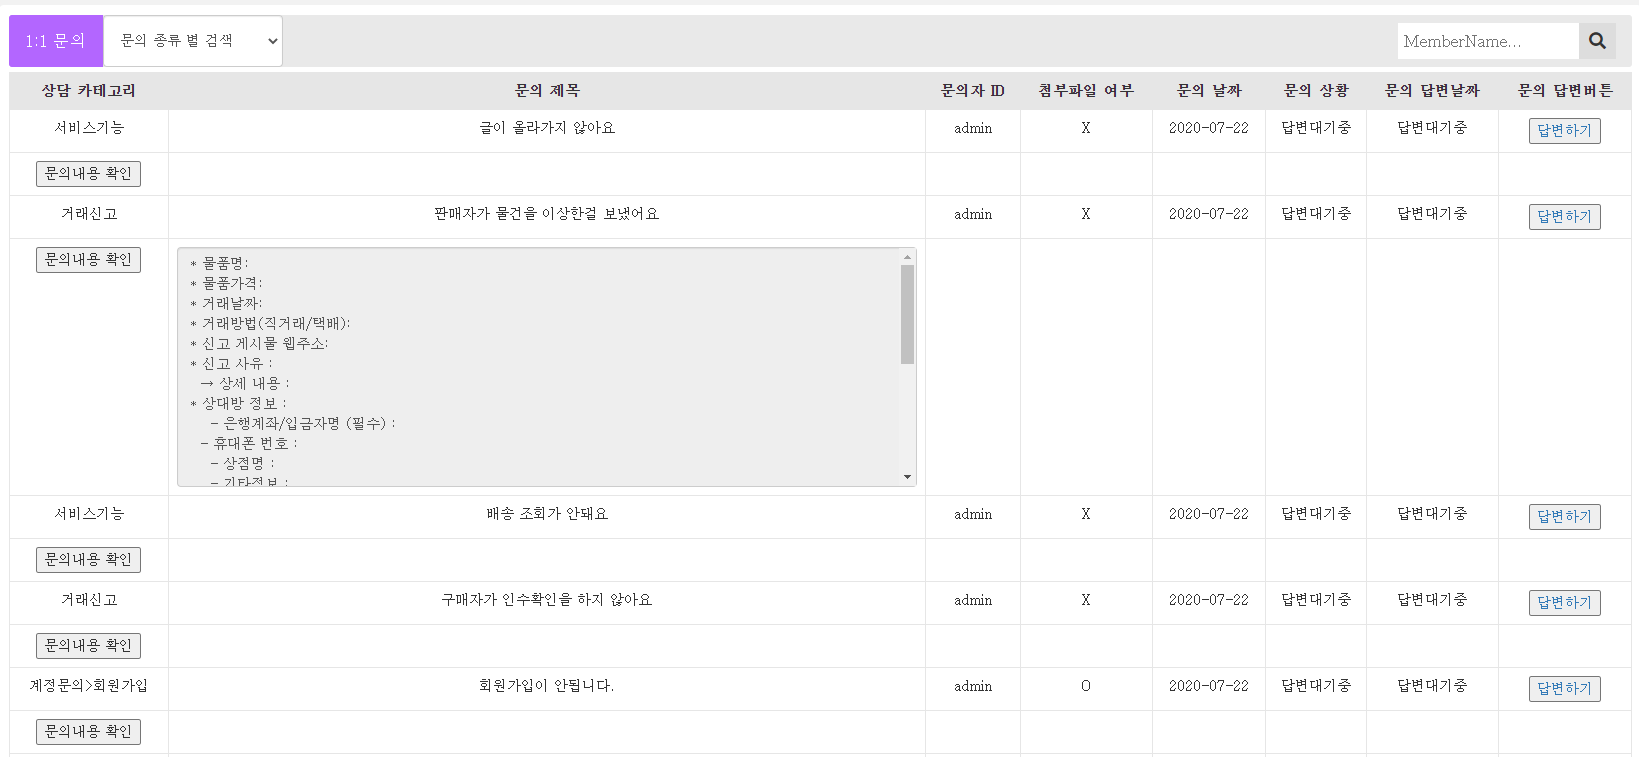 1:1 문의 문의 종류 별 검색 MemberName...
상담 카테고리 문의 제목 문의자 ID 첨부파일 여부 문의 날짜 문의 상황 문의 답변날짜 문의 답변버튼
서비스기능 글이 올라가지 않아요 admin X 2020-07-22 답변대기중 답변대기중 답변하기
문의내용 확인
거래신고 판매자가 물건을 이상한걸 보냈어요 admin X 2020-07-22 답변대기중 답변대기중 답변하기
문의내용 확인
* 물품명:
* 물품가격:
* 거래날짜:
* 거래방법(직거래/택배):
* 신고 게시물 웹주소:
* 신고 사유 :
→ 상세 내용 :
* 상대방 정보 :
- 은행계좌/입금자명 (필수) :
- 휴대폰 번호 :
- 상점명 :
- 기타정보 :
서비스기능 배송 조회가 안돼요 admin X 2020-07-22 답변대기중 답변대기중 답변하기
문의내용 확인
거래신고 구매자가 인수확인을 하지 않아요 admin X 2020-07-22 답변대기중 답변대기중 답변하기
문의내용 확인
계정문의>회원가입 회원가입이 안됩니다. admin O 2020-07-22 답변대기중 답변대기중 답변하기
문의내용 확인